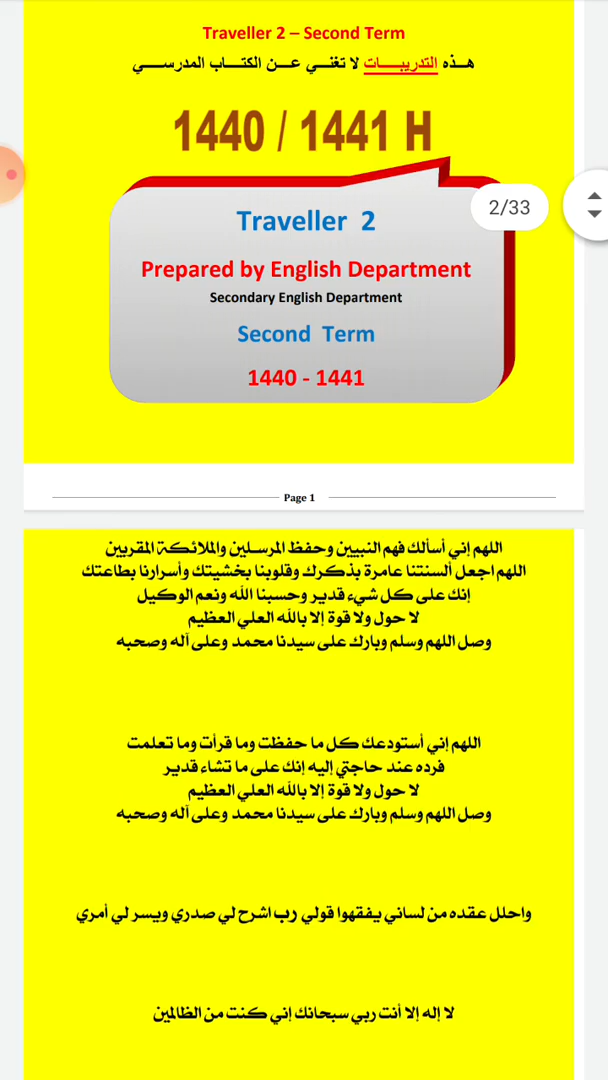 Traveller 2 – Second Term
هـــذه التدريبـــــات لا تغنـــي عـــن الكتـــاب المدرســـــي
1440 / 1441 H
2/33
Traveller 2
Prepared by English Department
Secondary English Department
Second Term
1440 - 1441
Page 1
اللهم إني أسألك فهم النبيين وحفظ المرسلين والملائكة المقربين
اللهم اجعل ألسنتنا عامرة بذكرك وقلوبنا بخشيتك وأسرارنا بطاعتك
إنك على كل شيء قدير وحسبنا الله ونعم الوكيل
لا حول ولا قوة إلا بالله العلي العظيم
وصل اللهم وسلم وبارك على سيدنا محمد وعلى آله وصحبه
اللهم إني أستودعك كل ما حفظت وما قرأت وما تعلمت
فرده عند حاجتي إليه إنك على ما تشاء قدير
لا حول ولا قوة إلا بالله العلي العظيم
وصل اللهم وسلم وبارك على سيدنا محمد وعلى آله وصحبه
واحلل عقده من لساني يفقهوا قولي رب اشرح لي صدري ويسر لي أمري
لا إله إلا أنت ربي سبحانك إني كنت من الظالمين